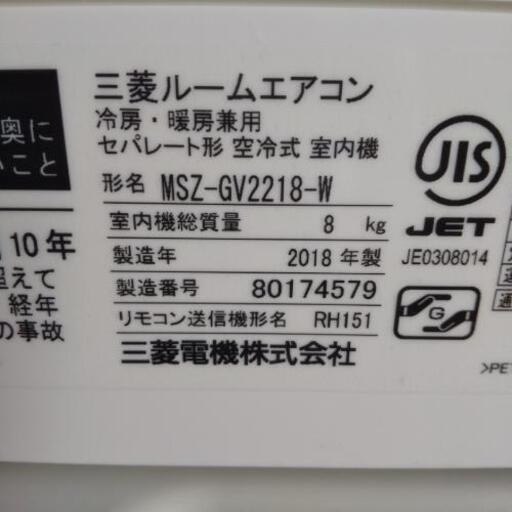 奥に
いこと
10年
超えて
経年
の事故
三菱ルームエアコン
冷房・暖房兼用
セパレート形 空冷式 室内機
形名 MSZ-GV2218-W
室内機総質量 8 kg
製造年 2018 年製
製造番号 80174579
リモコン送信機形名 RH151
三菱電機株式会社
JIS
JET
JE0308014
G
>PET